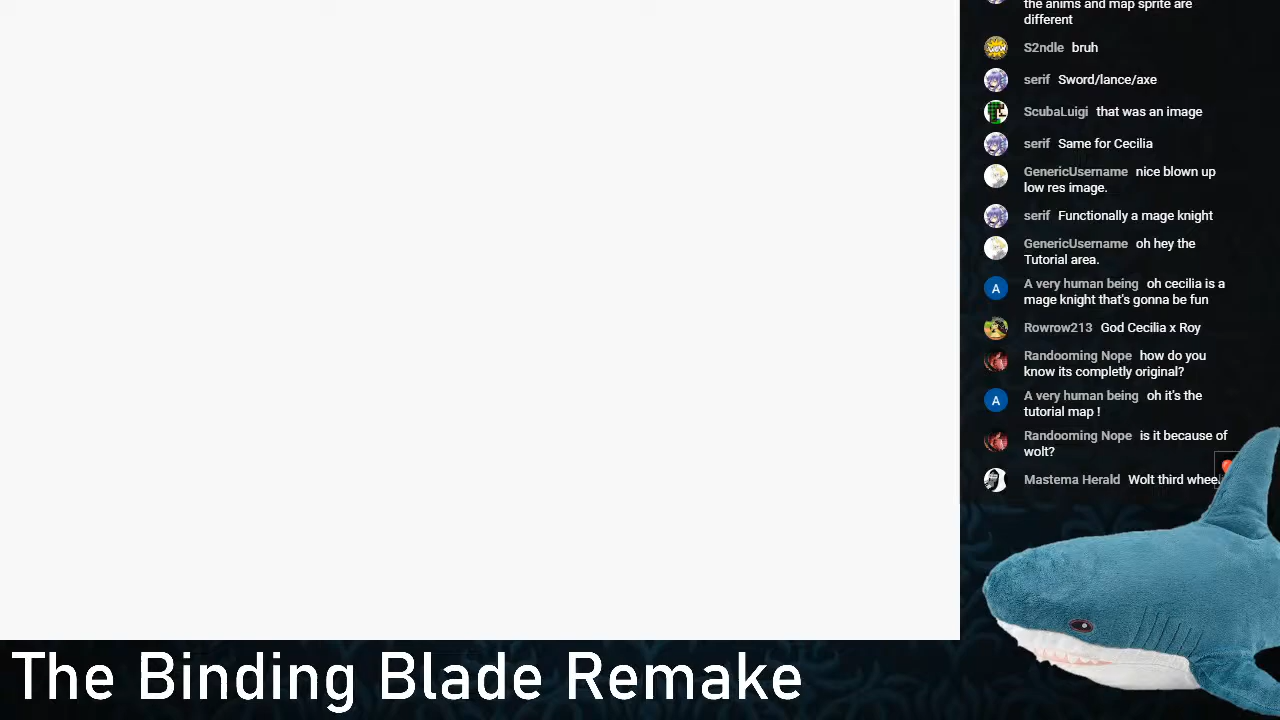 the anims and map sprite are
different
S2ndle bruh
serif Sword/lance/axe
ScubaLuigi that was an image
serif Same for Cecilia
GenericUsername nice blown up
low res image.
serif Functionally a mage knight
GenericUsername oh hey the
Tutorial area.
A
A very human being oh cecilia is a
mage knight that's gonna be fun
Rowrow213 God Cecilia x Roy
Randooming Nope how do you
know its completly original?
A
A very human being oh it's the
tutorial map !
Randooming Nope is it because of
wolt?
Mastema Herald Wolt third whee
The Binding Blade Remake